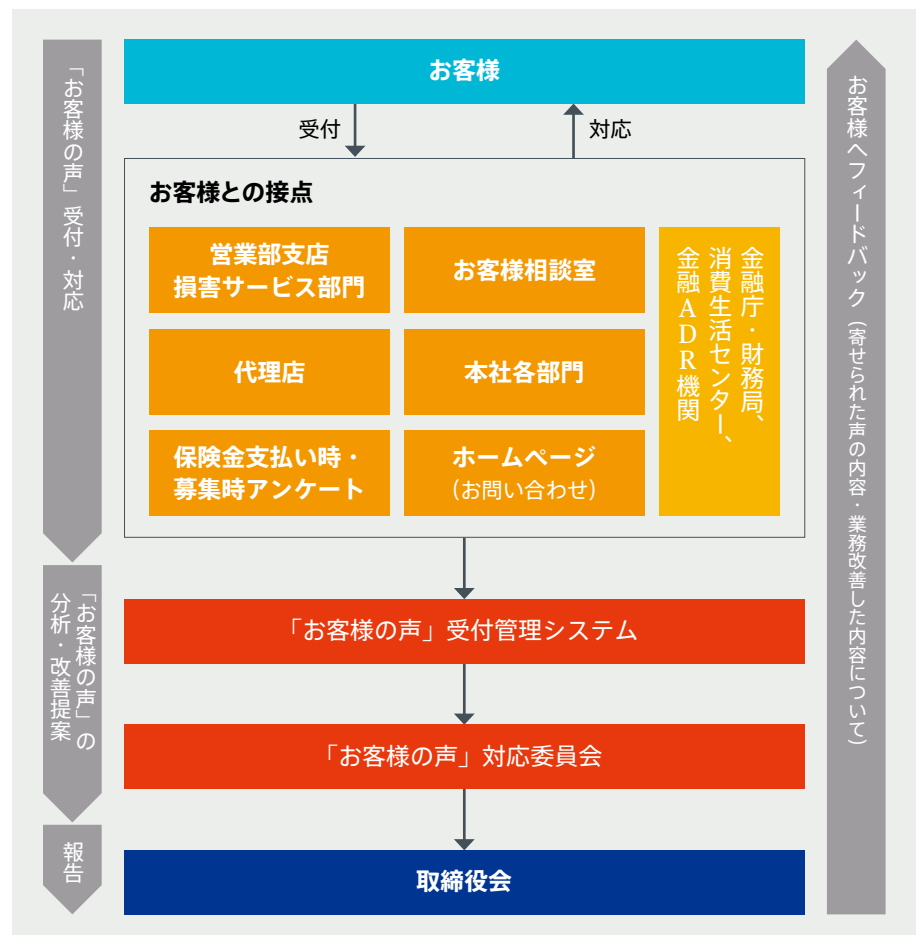 お客様
受付
対応
お客様との接点
営業部支店
損害サービス部門
お客様相談室
金融庁・財務局、
消費生活センター、
金融ADR機関
代理店
本社各部門
保険金支払い時・
募集時アンケート
ホームページ
(お問い合わせ)
「お客様の声」受付管理システム
「お客様の声」対応委員会
取締役会
「お客様の声」受付・対応
「お客様の声」の
分析・改善提案
報告
お客様へフィードバック(寄せられた声の内容・業務改善した内容について)